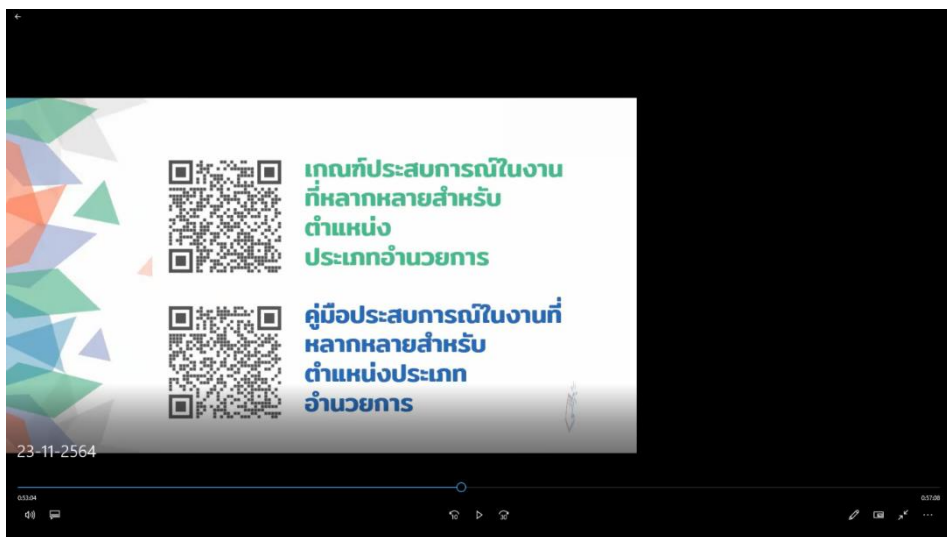 เกณฑ์ประสบการณ์ในงาน
ที่หลากหลายสำหรับ
ตำแหน่ง
ประเภทอำนวยการ
คู่มือประสบการณ์ในงานที่
หลากหลายสำหรับ
ตำแหน่งประเภท
อำนวยการ
23-11-2564
0:53:04
0:57:08
10
30